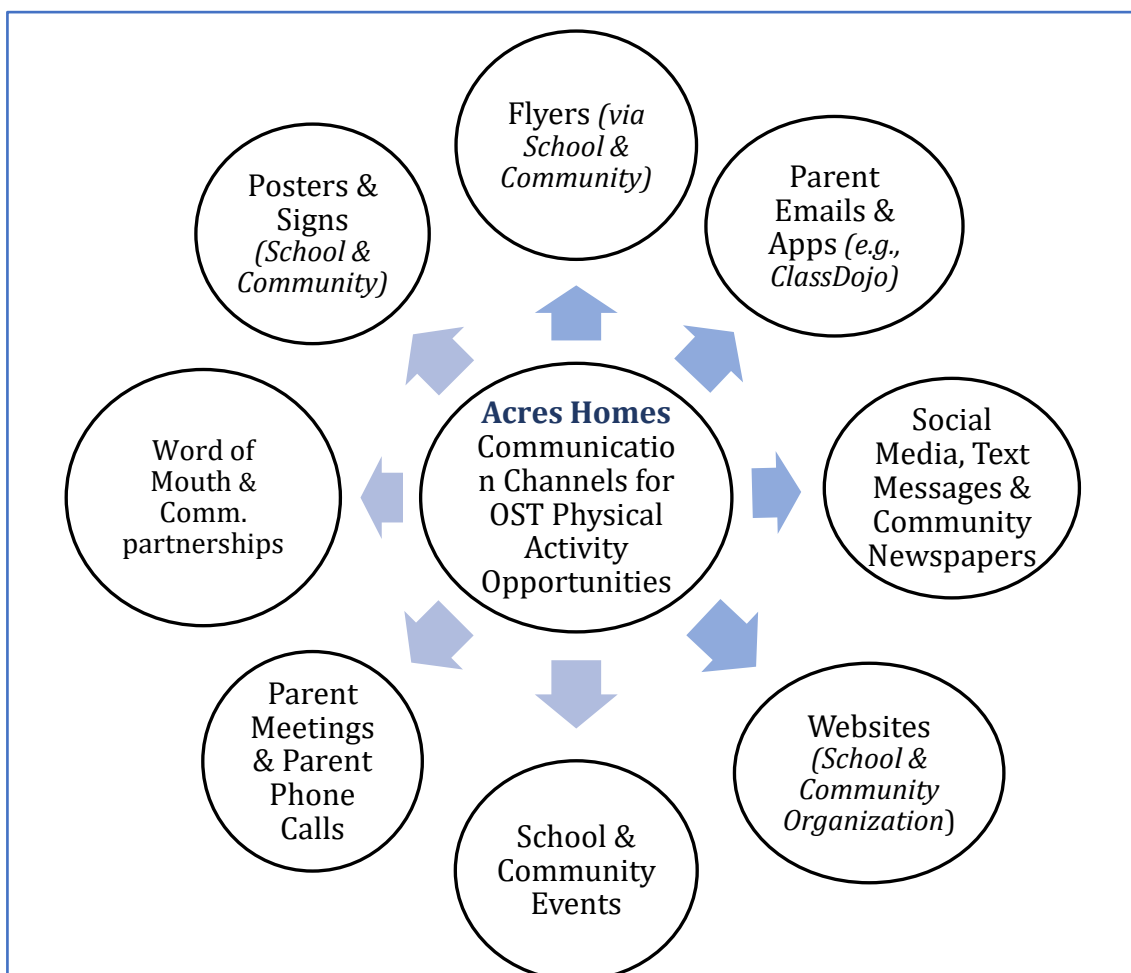 Flyers (via
School &
Community)
Parent
Emails &
Apps (e.g.,
ClassDojo)
Social
Media, Text
Messages &
Community
Newspapers
Websites
(School &
Community
Organization)
School &
Community
Events
Parent
Meetings
& Parent
Phone
Calls
Word of
Mouth &
Comm.
partnerships
Posters &
Signs
(School &
Community)
Acres Homes
Communicatio
n Channels for
OST Physical
Activity
Opportunities